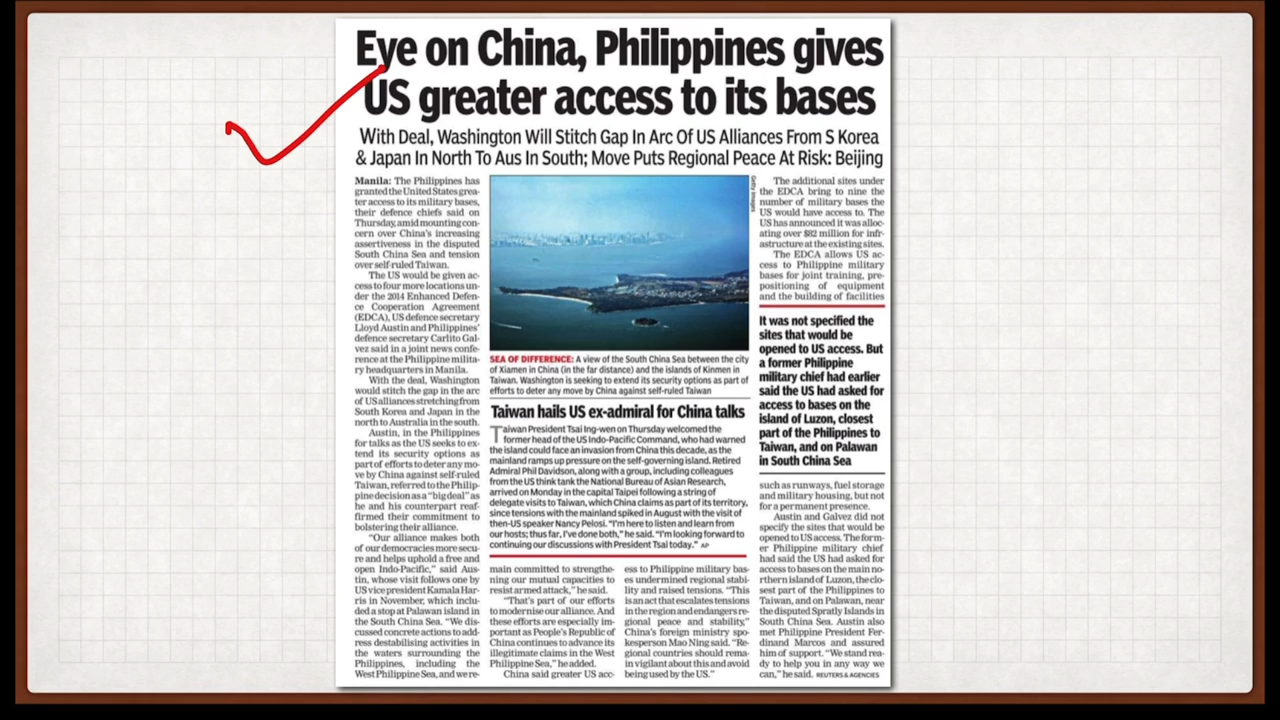 Eye on China, Philippines gives
US greater access to its bases
With Deal, Washington Will Stitch Gap In Arc Of US Alliances From S Korea
& Japan In North To Aus In South; Move Puts Regional Peace At Risk: Beijing
Manila: The Philippines has
granted the United States grea-
ter access to its military bases,
their defence chiefs said on
Thursday, amid mounting con-
cern over China's increasing
assertiveness in the disputed
South China Sea and tension
over self-ruled Taiwan.
The US would be given ac-
cess to four more locations un-
der the 2014 Enhanced Defen-
ce Cooperation Agreement
(EDCA), US defence secretary
Lloyd Austin and Philippines'
defence secretary Carlito Gal-
vez said in a joint news confe-
rence at the Philippine milita-
ry headquarters in Manila.
With the deal, Washington
would stitch the gap in the arc
of US alliances stretching from
South Korea and Japan in the
north to Australia in the south.
Austin, in the Philippines
for talks as the US seeks to ex-
tend its security options as
part of efforts to deter any mo-
ve by China against self-ruled
Taiwan, referred to the Philip-
pine decision as a "big deal" as
he and his counterpart reaf-
firmed their commitment to
bolstering their alliance.
"Our alliance makes both
of our democracies more secu-
re and helps uphold a free and
open Indo-Pacific," said Aus-
tin, whose visit follows one by
US vice president Kamala Har-
ris in November, which inclu-
ded a stop at Palawan island in
the South China Sea. "We dis-
cussed concrete actions to add-
ress destabilising activities in
the waters surrounding the
Philippines, including the
West Philippine Sea, and we re-
Getty Images
SEA OF DIFFERENCE: A view of the South China Sea between the city
of Xiamen in China (in the far distance) and the islands of Kinmen in
Taiwan. Washington is seeking to extend its security options as part of
efforts to deter any move by China against self-ruled Taiwan
Taiwan hails US ex-admiral for China talks
Taiwan President Tsai Ing-wen on Thursday welcomed the
former head of the US Indo-Pacific Command, who had warned
the island could face an invasion from China this decade, as the
mainland ramps up pressure on the self-governing island. Retired
Admiral Phil Davidson, along with a group, including colleagues
from the US think tank the National Bureau of Asian Research,
arrived on Monday in the capital Taipei following a string of
delegate visits to Taiwan, which China claims as part of its territory,
since tensions with the mainland spiked in August with the visit of
then-US speaker Nancy Pelosi. "I'm here to listen and learn from
our hosts; thus far, I've done both," he said. "I'm looking forward to
continuing our discussions with President Tsai today." AP
main committed to strengthe-
ning our mutual capacities to
resist armed attack," he said.
"That's part of our efforts
to modernise our alliance. And
these efforts are especially im-
portant as People's Republic of
China continues to advance its
illegitimate claims in the West
Philippine Sea," he added.
China said greater US acc-
ess to Philippine military bas-
es undermined regional stabi-
lity and raised tensions. "This
is an act that escalates tensions
in the region and endangers re-
gional peace and stability,"
China's foreign ministry spo-
kesperson Mao Ning said. "Re-
gional countries should rema-
in vigilant about this and avoid
being used by the US."
The additional sites under
the EDCA bring to nine the
number of military bases the
US would have access to. The
US has announced it was alloc-
ating over $82 million for infr-
astructure at the existing sites.
The EDCA allows US ac-
cess to Philippine military
bases for joint training, pre-
positioning of equipment
and the building of facilities
It was not specified the
sites that would be
opened to US access. But
a former Philippine
military chief had earlier
said the US had asked for
access to bases on the
island of Luzon, closest
part of the Philippines to
Taiwan, and on Palawan
in South China Sea
such as runways, fuel storage
and military housing, but not
for a permanent presence.
Austin and Galvez did not
specify the sites that would be
opened to US access. The form-
er Philippine military chief
had said the US had asked for
access to bases on the main no-
rthern island of Luzon, the clo-
sest part of the Philippines to
Taiwan, and on Palawan, near
the disputed Spratly Islands in
South China Sea. Austin also
met Philippine President Fer-
dinand Marcos and assured
him of support. "We stand rea-
dy to help you in any way we
can," he said. REUTERS & AGENCIES